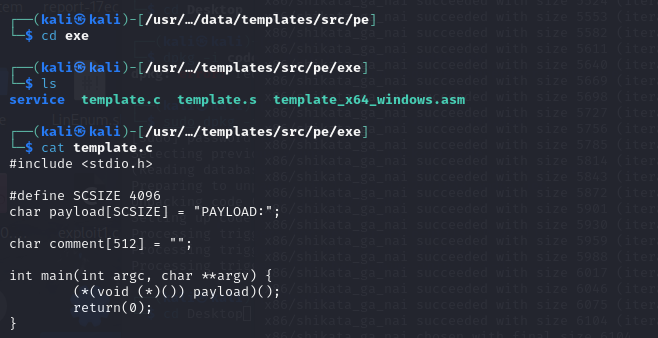 ┌──(kali㉿kali)-[/usr/…/data/templates/src/pe]
└─$ cd exe
┌──(kali㉿kali)-[/usr/…/templates/src/pe/exe]
└─$ ls
service  template.c  template.s  template_x64_windows.asm
┌──(kali㉿kali)-[/usr/…/templates/src/pe/exe]
└─$ cat template.c
#include <stdio.h>
#define SCSIZE 4096
char payload[SCSIZE] = "PAYLOAD:";
char comment[512] = "";
int main(int argc, char **argv) {
        (*(void (*)()) payload)();
        return(0);
}